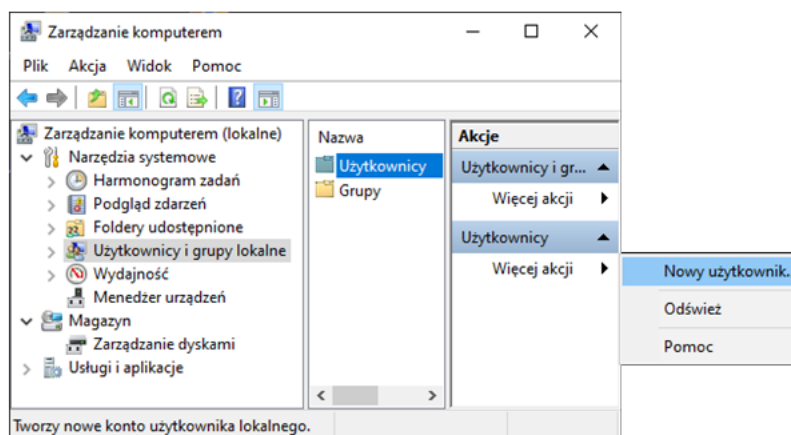 Zarządzanie komputerem
Plik Akcja Widok Pomoc
Zarządzanie komputerem (lokalne)
Narzędzia systemowe
Harmonogram zadań
Podgląd zdarzeń
Foldery udostępnione
Użytkownicy i grupy lokalne
Wydajność
Menedżer urządzeń
Magazyn
Zarządzanie dyskami
Usługi i aplikacje
Nazwa
Użytkownicy
Grupy
Akcje
Użytkownicy i gr...
Więcej akcji
Użytkownicy
Więcej akcji
Nowy użytkownik.
Odśwież
Pomoc
Tworzy nowe konto użytkownika lokalnego.